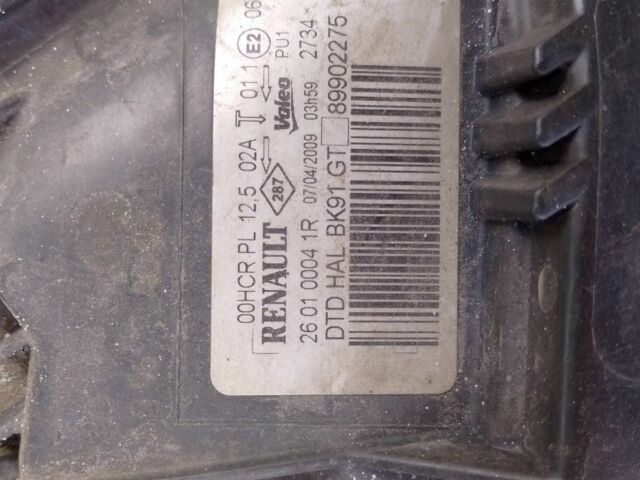 00HCR PL 12,5 02A 01.1 E2 06
RENAULT 287 Valeo PU1
26 01 0004 1R 07/04/2009 03h59 2734
DTD HAL BK91 GT 89902275